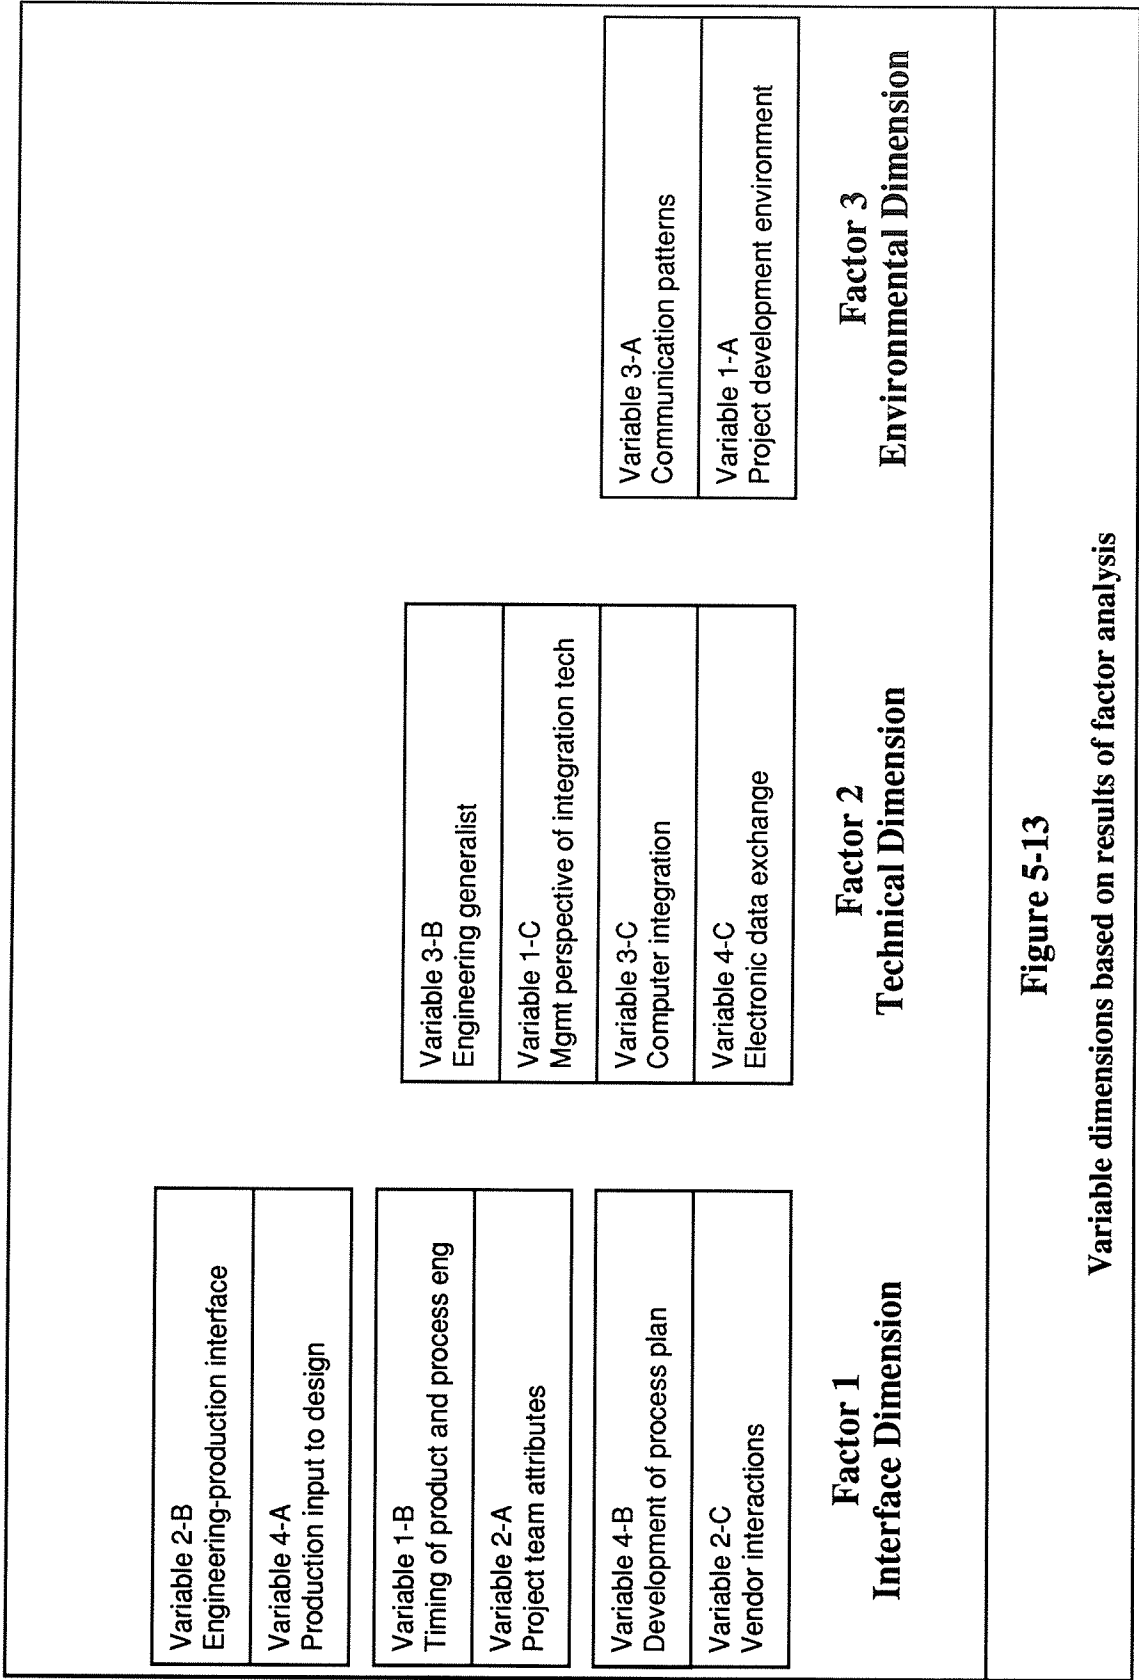 Variable 2-B
Engineering-production interface
Variable 4-A
Production input to design
Variable 1-B
Timing of product and process eng
Variable 2-A
Project team attributes
Variable 4-B
Development of process plan
Variable 2-C
Vendor interactions
Factor 1
Interface Dimension
Variable 3-B
Engineering generalist
Variable 1-C
Mgmt perspective of integration tech
Variable 3-C
Computer integration
Variable 4-C
Electronic data exchange
Factor 2
Technical Dimension
Variable 3-A
Communication patterns
Variable 1-A
Project development environment
Factor 3
Environmental Dimension
Figure 5-13
Variable dimensions based on results of factor analysis